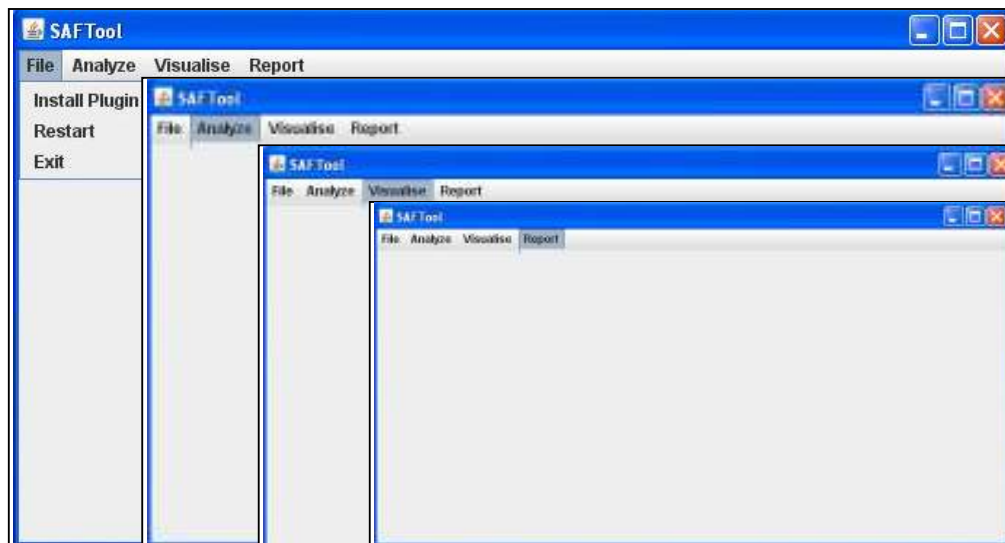 SAFTool
File Analyze Visualise Report
Install Plugin
Restart
Exit
SAFTool
File Analyze Visualise Report
SAFTool
File Analyze Visualise Report
SAFTool
File Analyze Visualise Report